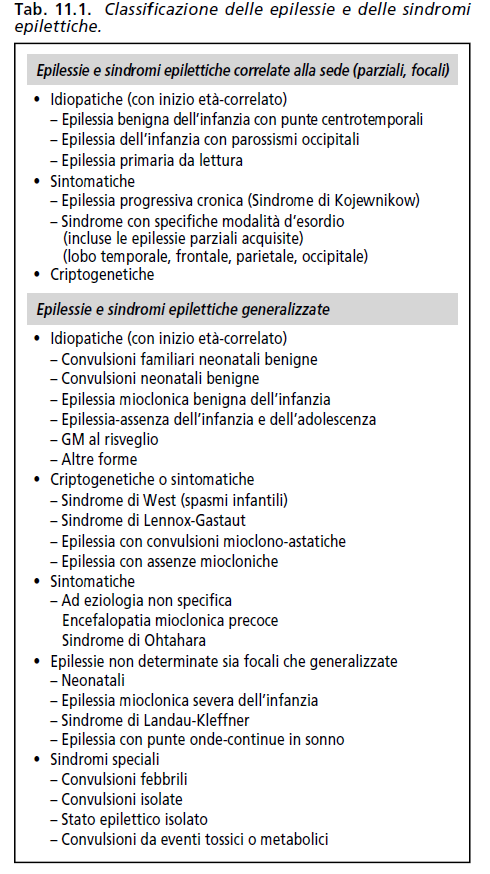 Tab. 11.1. Classificazione delle epilessie e delle sindromi
epilettiche.
Epilessie e sindromi epilettiche correlate alla sede (parziali, focali)
• Idiopatiche (con inizio età-correlato)
– Epilessia benigna dell'infanzia con punte centrotemporali
– Epilessia dell'infanzia con parossismi occipitali
– Epilessia primaria da lettura
• Sintomatiche
– Epilessia progressiva cronica (Sindrome di Kojewnikow)
– Sindrome con specifiche modalità d'esordio
(incluse le epilessie parziali acquisite)
(lobo temporale, frontale, parietale, occipitale)
• Criptogenetiche
Epilessie e sindromi epilettiche generalizzate
• Idiopatiche (con inizio età-correlato)
– Convulsioni familiari neonatali benigne
– Convulsioni neonatali benigne
– Epilessia mioclonica benigna dell'infanzia
– Epilessia-assenza dell'infanzia e dell'adolescenza
– GM al risveglio
– Altre forme
• Criptogenetiche o sintomatiche
– Sindrome di West (spasmi infantili)
– Sindrome di Lennox-Gastaut
– Epilessia con convulsioni mioclono-astatiche
– Epilessia con assenze miocloniche
• Sintomatiche
– Ad eziologia non specifica
Encefalopatia mioclonica precoce
Sindrome di Ohtahara
• Epilessie non determinate sia focali che generalizzate
– Neonatali
– Epilessia mioclonica severa dell'infanzia
– Sindrome di Landau-Kleffner
– Epilessia con punte onde-continue in sonno
• Sindromi speciali
– Convulsioni febbrili
– Convulsioni isolate
– Stato epilettico isolato
– Convulsioni da eventi tossici o metabolici